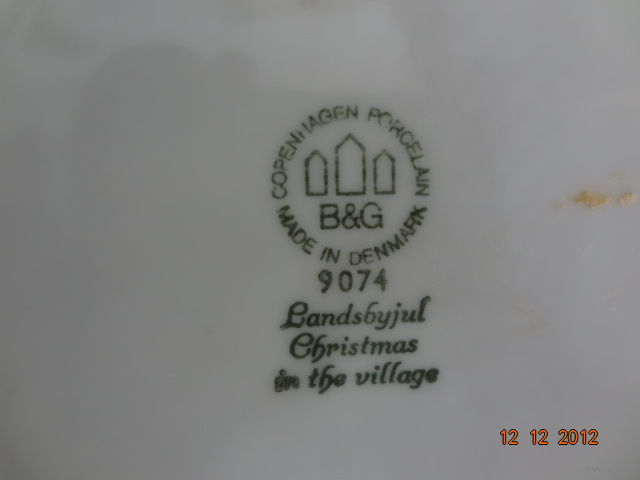 COPENHAGEN PORCELAIN
B&G
MADE IN DENMARK
9074
Landsbyjul
Christmas
in the village
12 12 2012